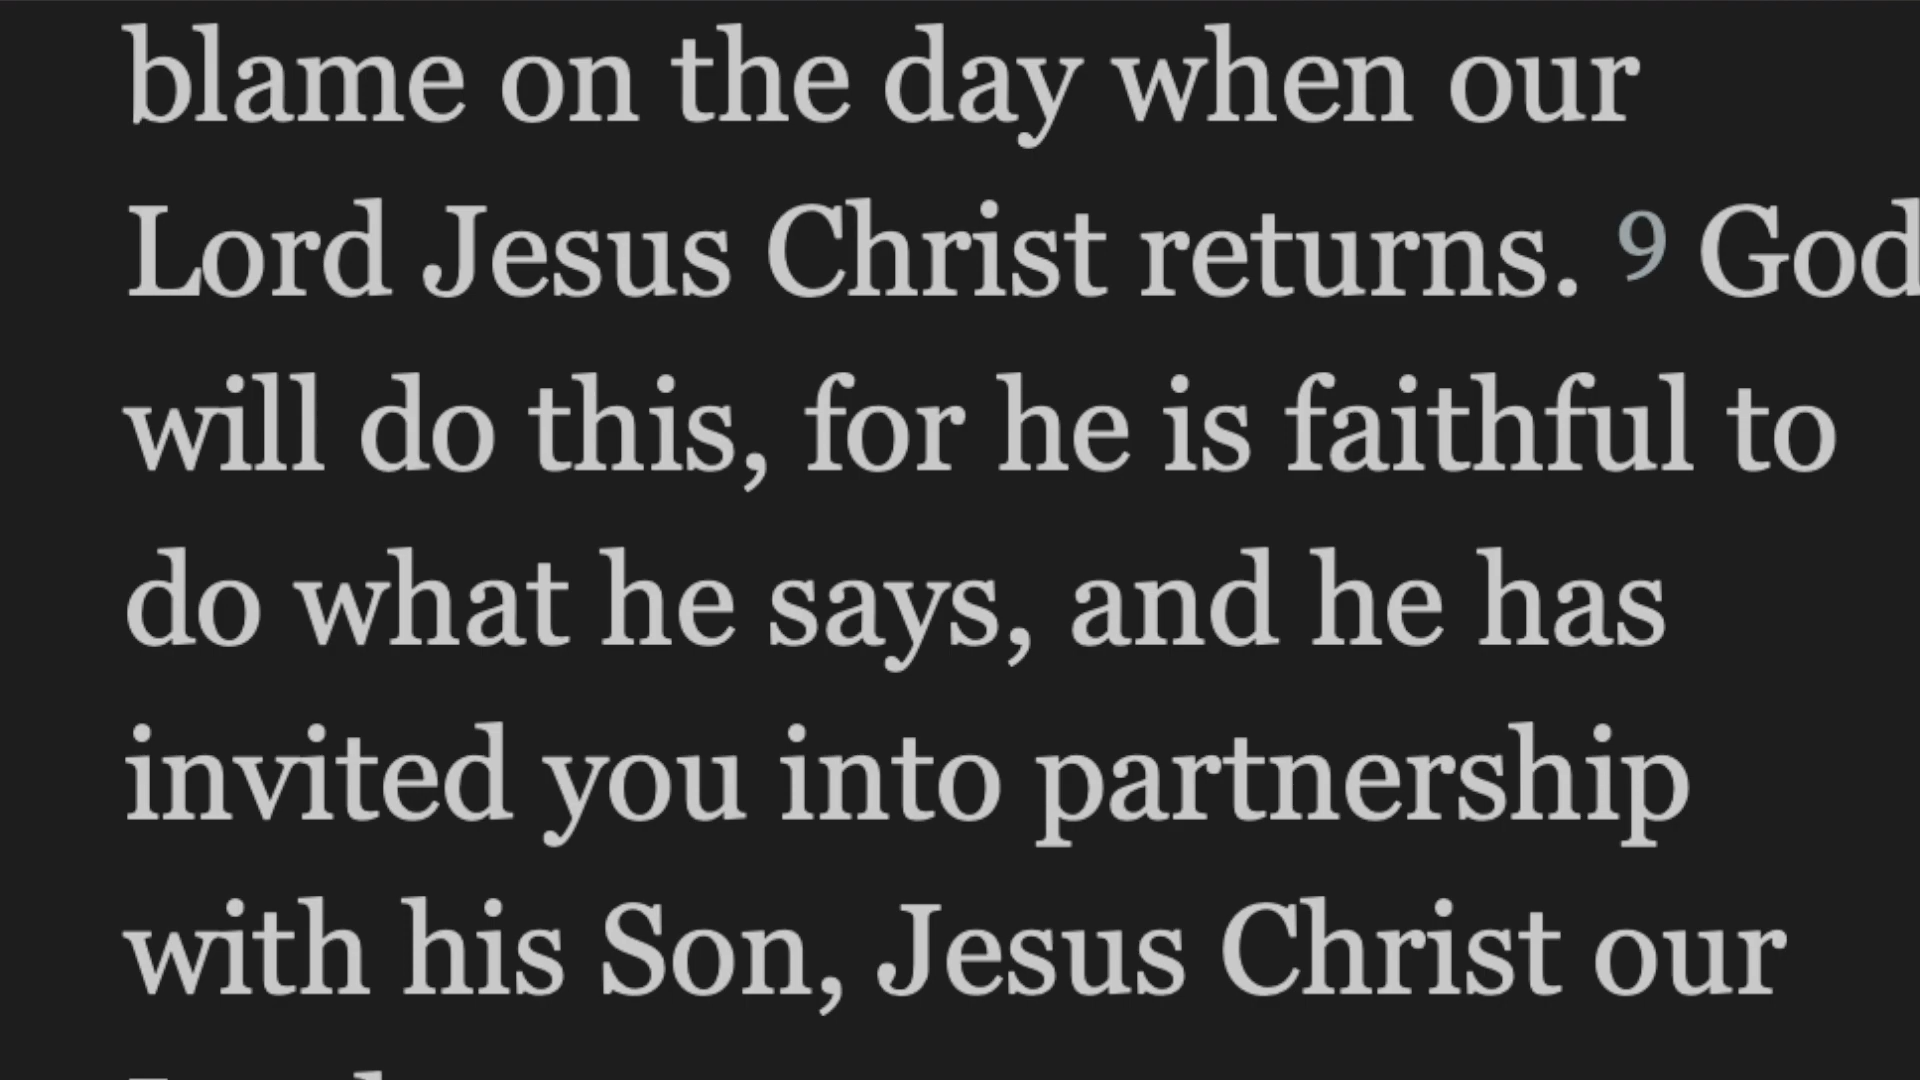 blame on the day when our
Lord Jesus Christ returns. 9 God
will do this, for he is faithful to
do what he says, and he has
invited you into partnership
with his Son, Jesus Christ our